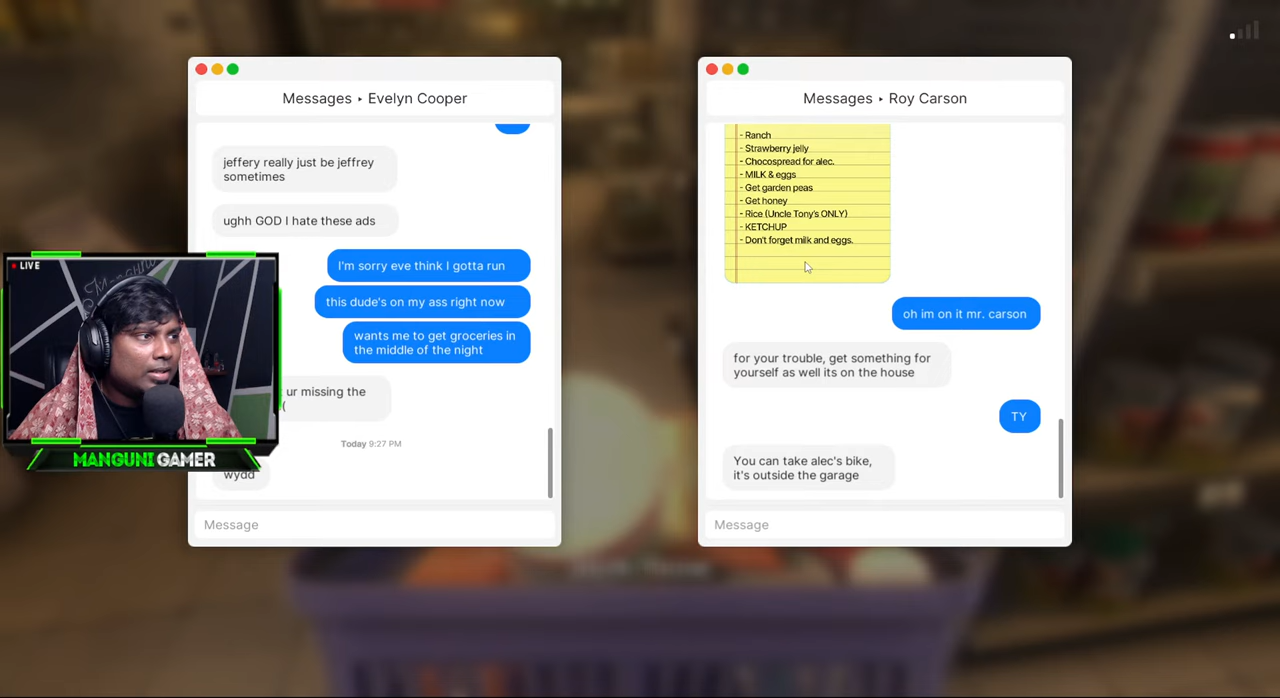 Messages ▸ Evelyn Cooper
jeffery really just be jeffrey
sometimes
ughh GOD I hate these ads
I'm sorry eve think I gotta run
this dude's on my ass right now
wants me to get groceries in
the middle of the night
ur missing the
(
Today 9:27 PM
wydd
Message
Messages ▸ Roy Carson
- Ranch
- Strawberry jelly
- Chocospread for alec.
- MILK & eggs
- Get garden peas
- Get honey
- Rice (Uncle Tony's ONLY)
- KETCHUP
- Don't forget milk and eggs.
oh im on it mr. carson
for your trouble, get something for
yourself as well its on the house
TY
You can take alec's bike,
it's outside the garage
Message
LIVE
MANGUNI GAMER